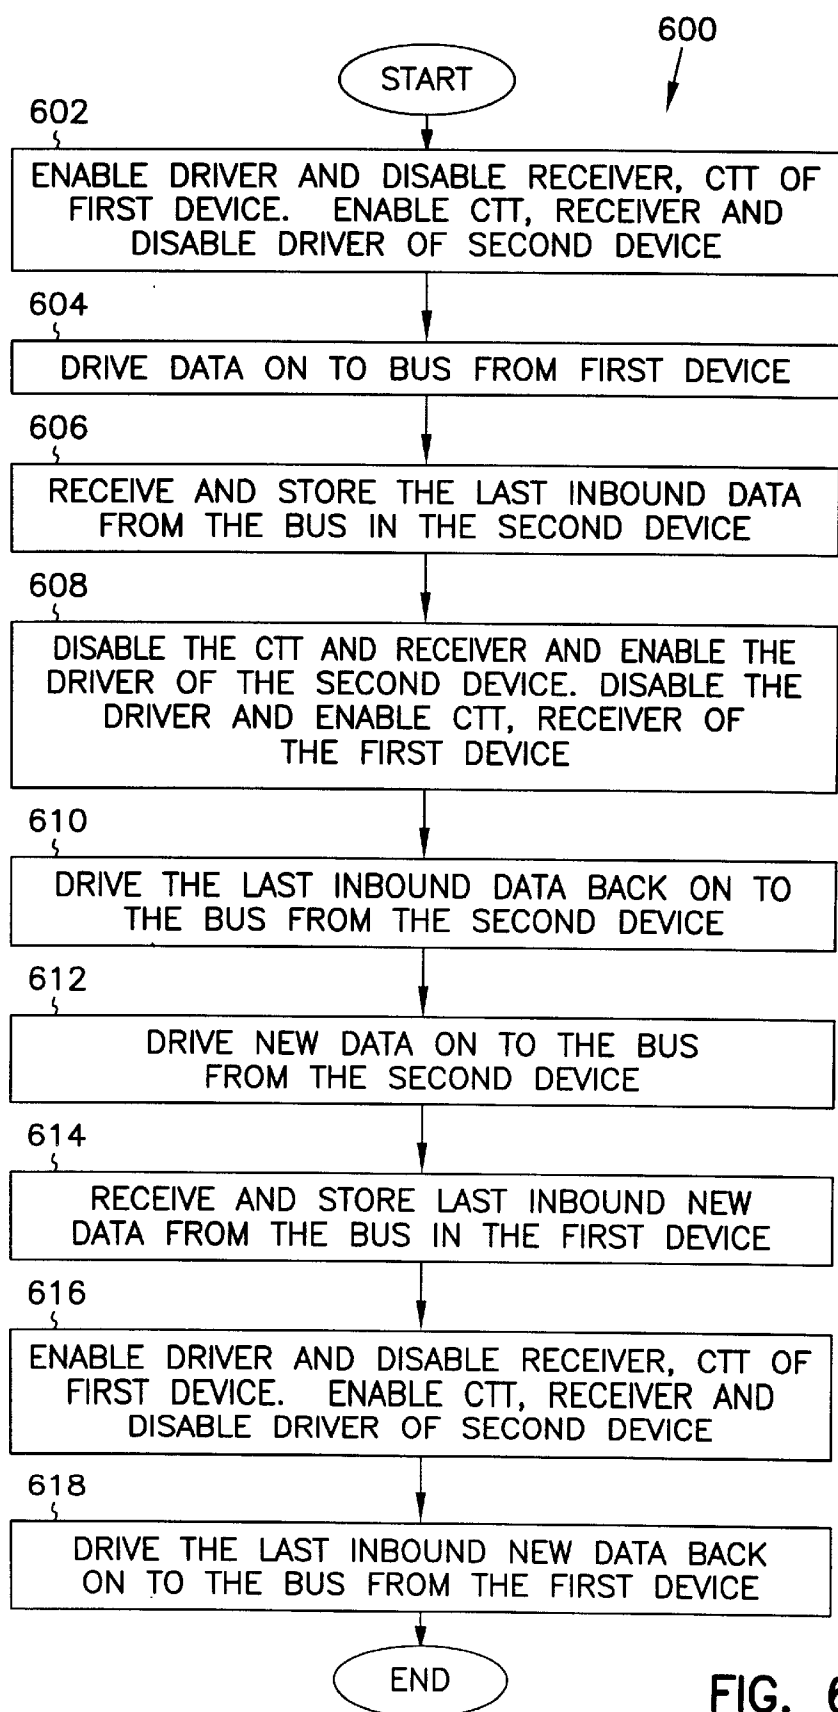 600
START
602
ENABLE DRIVER AND DISABLE RECEIVER, CTT OF
FIRST DEVICE. ENABLE CTT, RECEIVER AND
DISABLE DRIVER OF SECOND DEVICE
604
DRIVE DATA ON TO BUS FROM FIRST DEVICE
606
RECEIVE AND STORE THE LAST INBOUND DATA
FROM THE BUS IN THE SECOND DEVICE
608
DISABLE THE CTT AND RECEIVER AND ENABLE THE
DRIVER OF THE SECOND DEVICE. DISABLE THE
DRIVER AND ENABLE CTT, RECEIVER OF
THE FIRST DEVICE
610
DRIVE THE LAST INBOUND DATA BACK ON TO
THE BUS FROM THE SECOND DEVICE
612
DRIVE NEW DATA ON TO THE BUS
FROM THE SECOND DEVICE
614
RECEIVE AND STORE LAST INBOUND NEW
DATA FROM THE BUS IN THE FIRST DEVICE
616
ENABLE DRIVER AND DISABLE RECEIVER, CTT OF
FIRST DEVICE. ENABLE CTT, RECEIVER AND
DISABLE DRIVER OF SECOND DEVICE
618
DRIVE THE LAST INBOUND NEW DATA BACK
ON TO THE BUS FROM THE FIRST DEVICE
END
FIG. 6